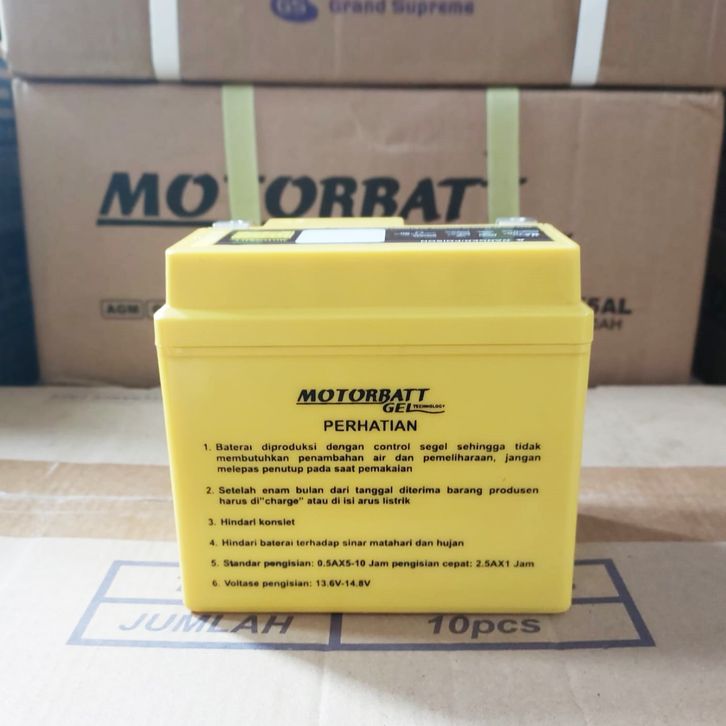 GS Grand Supreme
MOTORBATT
AGM
MOTORBATT
GEL TECHNOLOGY
PERHATIAN
1. Baterai diproduksi dengan control segel sehingga tidak
membutuhkan penambahan air dan pemeliharaan, jangan
melepas penutup pada saat pemakaian
2. Setelah enam bulan dari tanggal diterima barang produsen
harus di"charge" atau di isi arus listrik
3. Hindari konslet
4. Hindari baterai terhadap sinar matahari dan hujan
5. Standar pengisian: 0.5AX5-10 Jam pengisian cepat: 2.5AX1 Jam
6. Voltase pengisian: 13.6V-14.8V
JUMLAH 10pcs